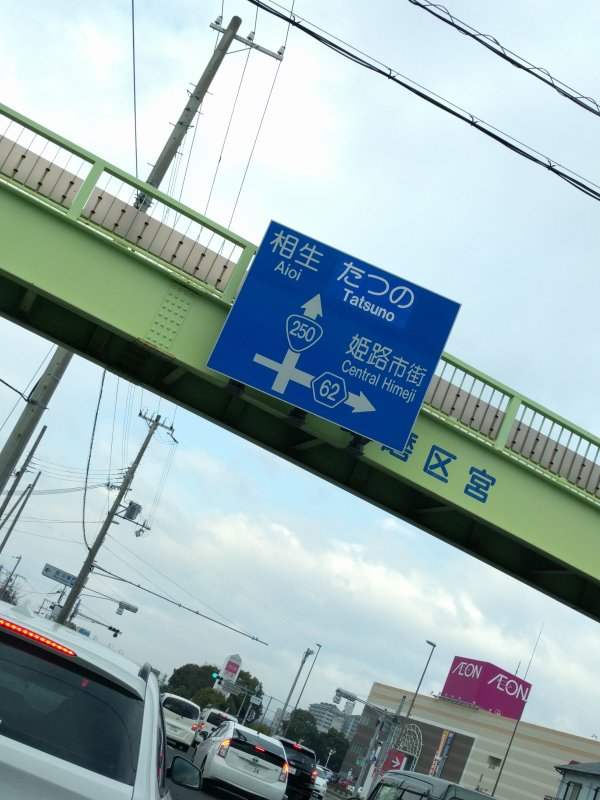 相生 たつの
Aioi Tatsuno
250
姫路市街
Central Himeji
62
磨区宮
ÆON ÆON